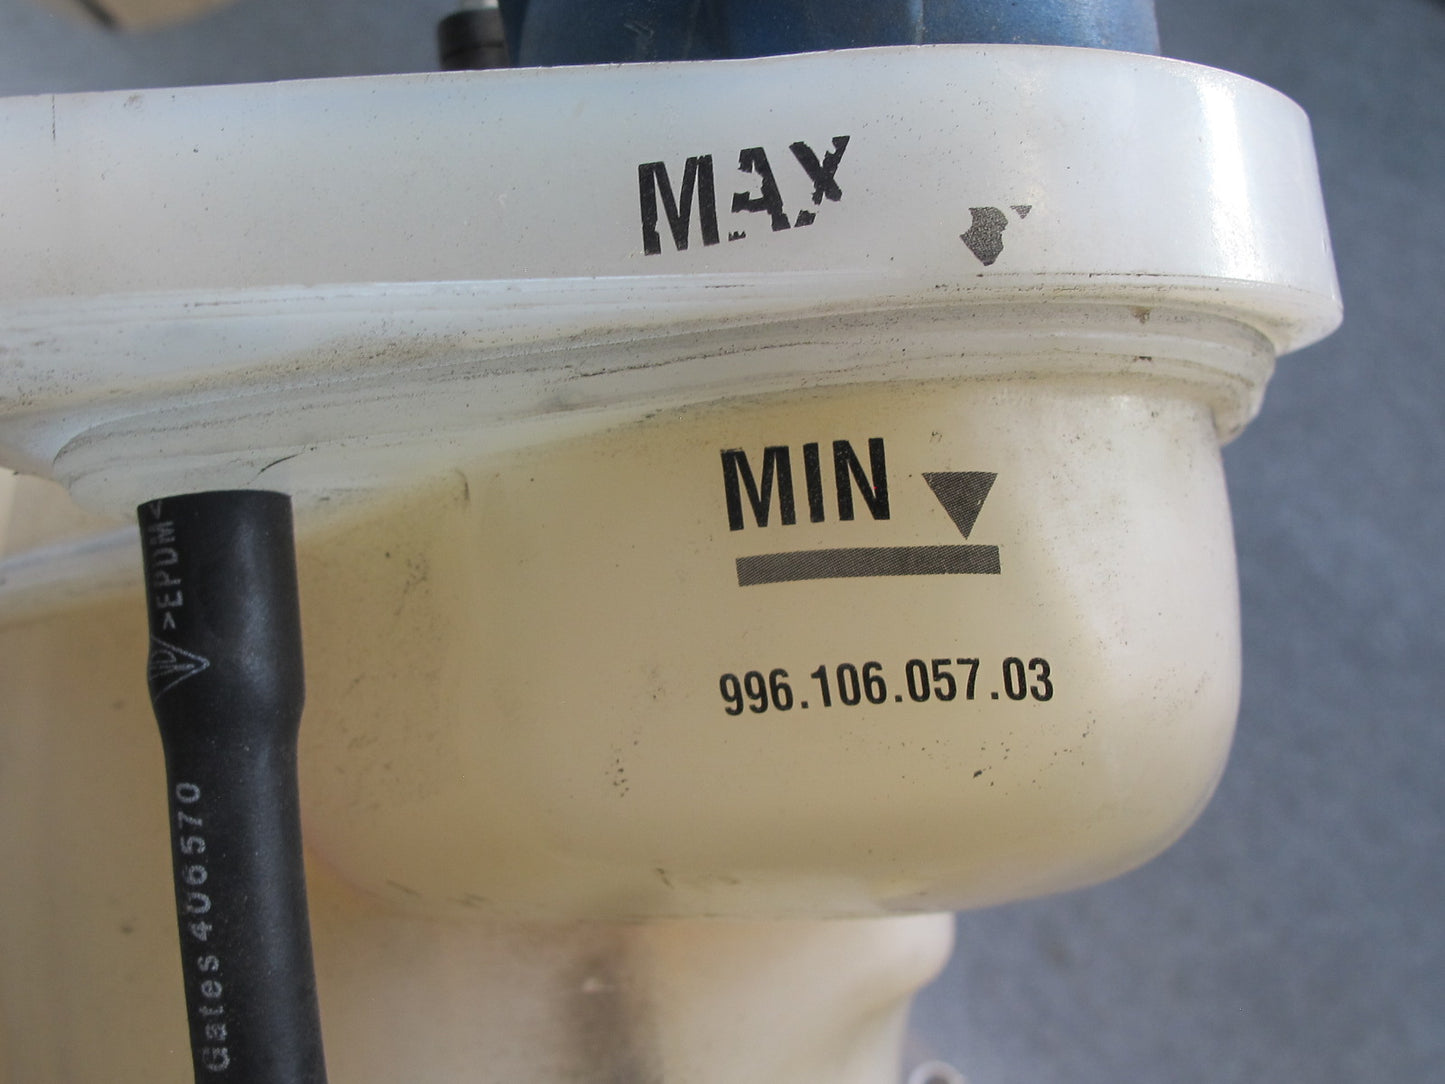 MAX
MIN
996.106.057.03
>EPDM<
Gates 406570